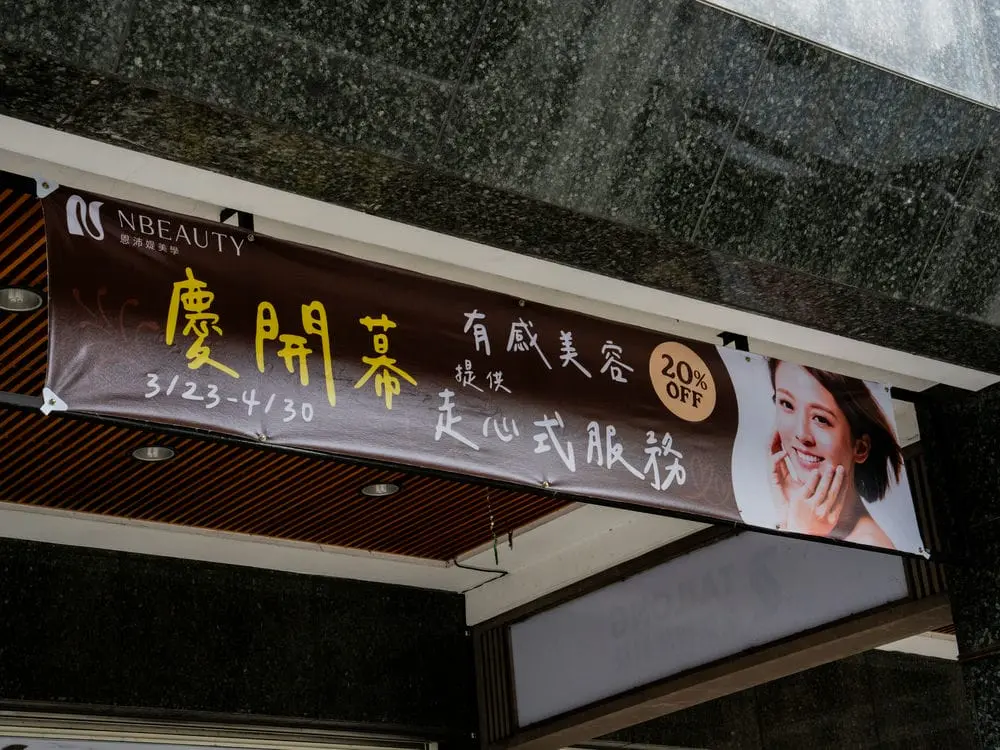 NBEAUTY®
恩沛媞美學
慶開幕
3/23-4/30
有感美容
提供
走心式服務
20%
OFF